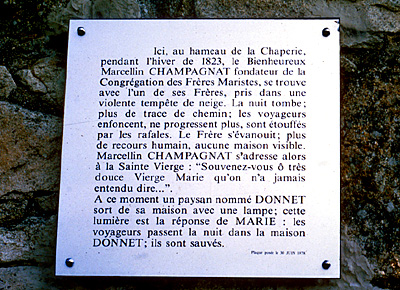 Ici, au hameau de la Chaperie,
pendant l'hiver de 1823, le Bienheureux
Marcellin CHAMPAGNAT fondateur de la
Congrégation des Frères Maristes, se trouve
avec l'un de ses Frères, pris dans une
violente tempête de neige. La nuit tombe;
plus de trace de chemin; les voyageurs
enfoncent, ne progressent plus, sont étouffés
par les rafales. Le Frère s'évanouit; plus
de recours humain, aucune maison visible.
Marcellin CHAMPAGNAT s'adresse alors
à la Sainte Vierge : "Souvenez-vous ô très
douce Vierge Marie qu'on n'a jamais
entendu dire...".
A ce moment un paysan nommé DONNET
sort de sa maison avec une lampe; cette
lumière est la réponse de MARIE : les
voyageurs passent la nuit dans la maison
DONNET; ils sont sauvés.
Plaque posée le 30 JUIN 1978